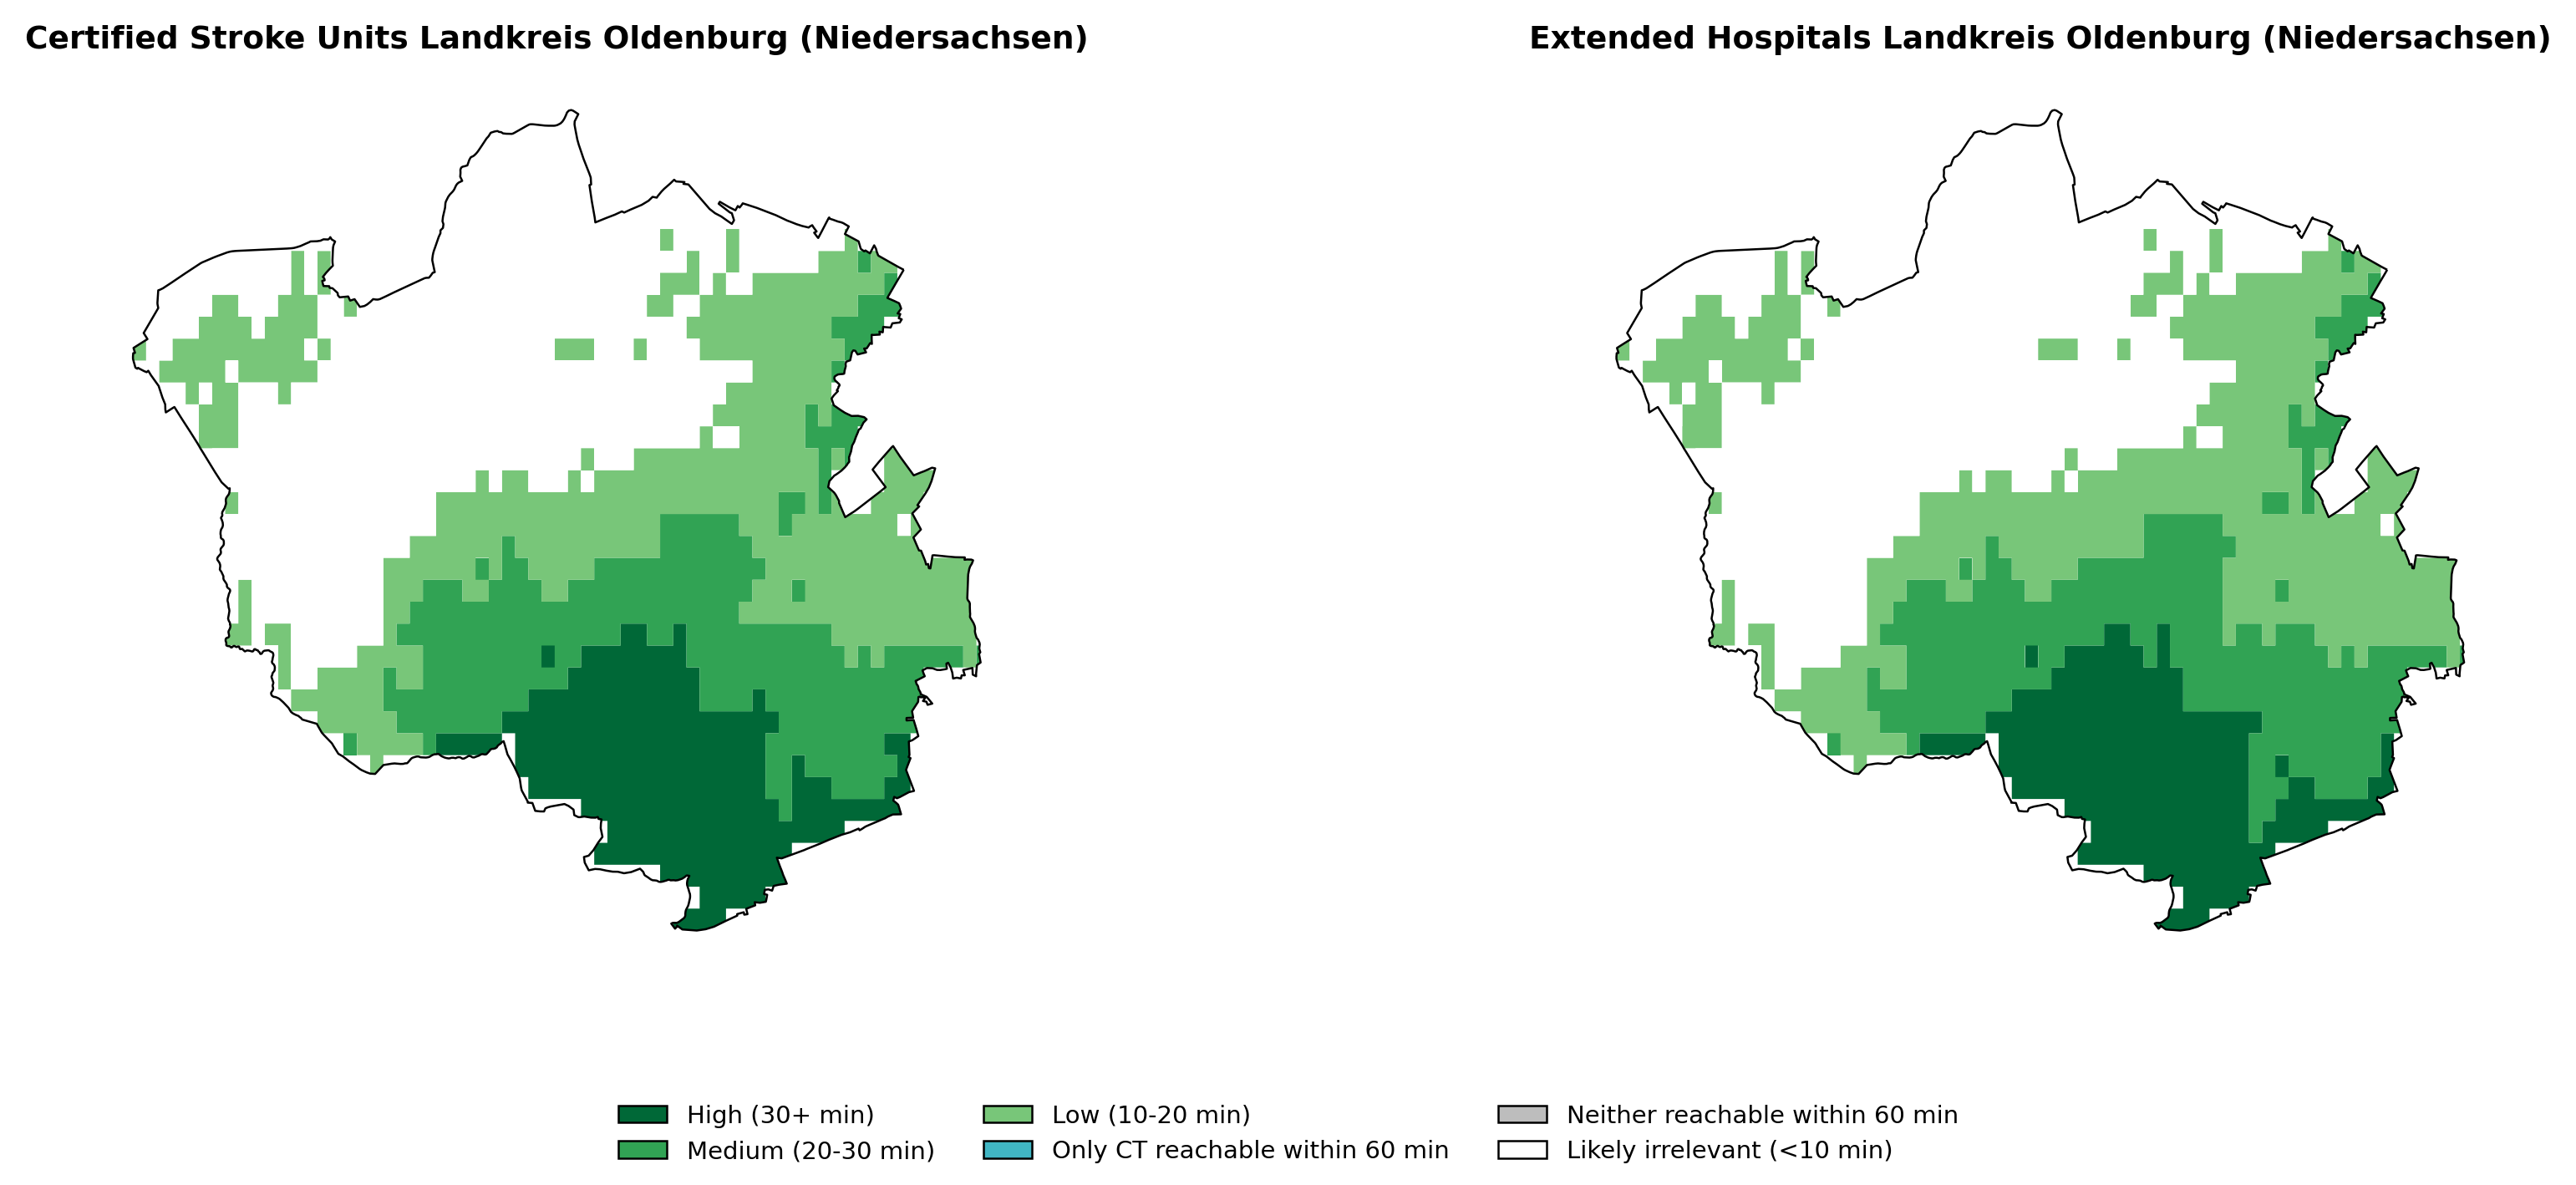 Certified Stroke Units Landkreis Oldenburg (Niedersachsen)
Extended Hospitals Landkreis Oldenburg (Niedersachsen)
High (30+ min)
Medium (20-30 min)
Low (10-20 min)
Only CT reachable within 60 min
Neither reachable within 60 min
Likely irrelevant (<10 min)